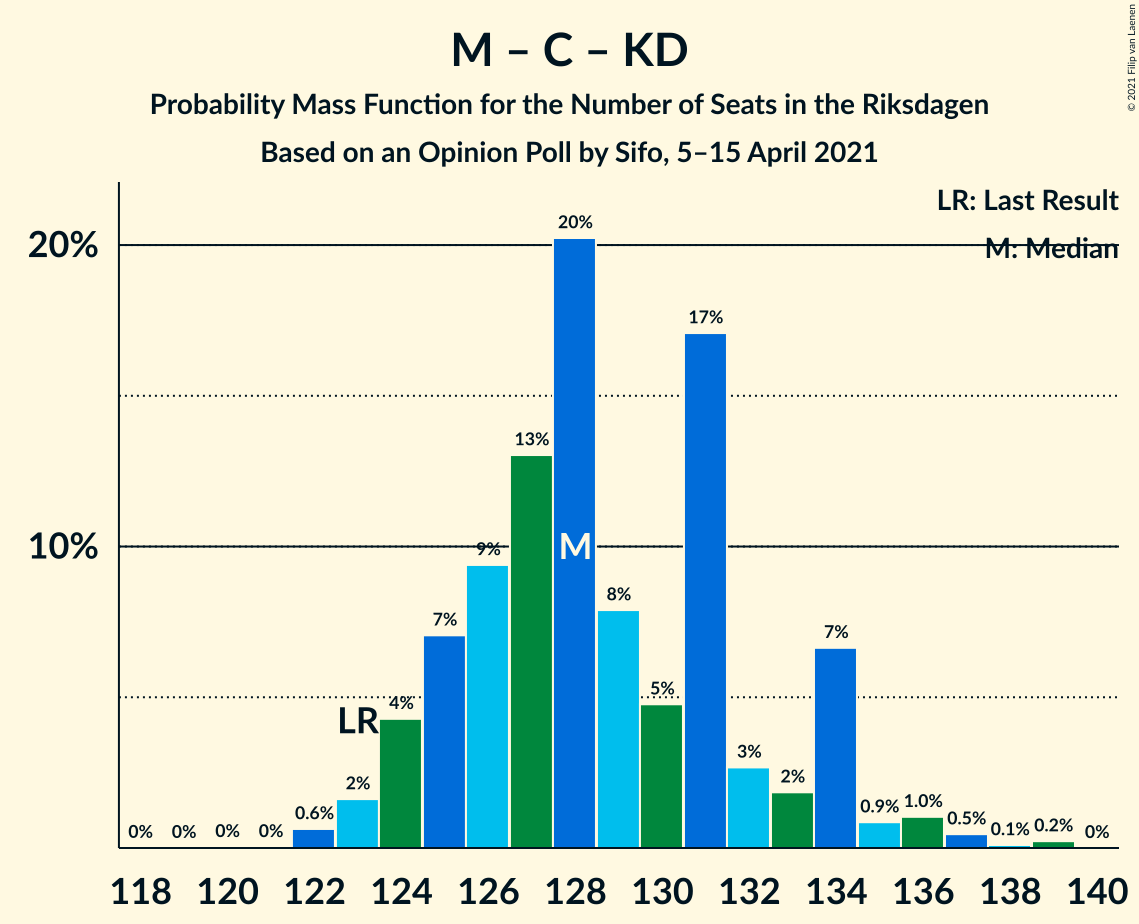 M – C – KD
Probability Mass Function for the Number of Seats in the Riksdagen
Based on an Opinion Poll by Sifo, 5–15 April 2021
© 2021 Filip van Laenen
LR: Last Result
M: Median
20%
10%
0% 0% 0% 0% 0.6% 2% 4% 7% 9% 13% 20% 8% 5% 17% 3% 2% 7% 0.9% 1.0% 0.5% 0.1% 0.2% 0%
LR
M
118 120 122 124 126 128 130 132 134 136 138 140